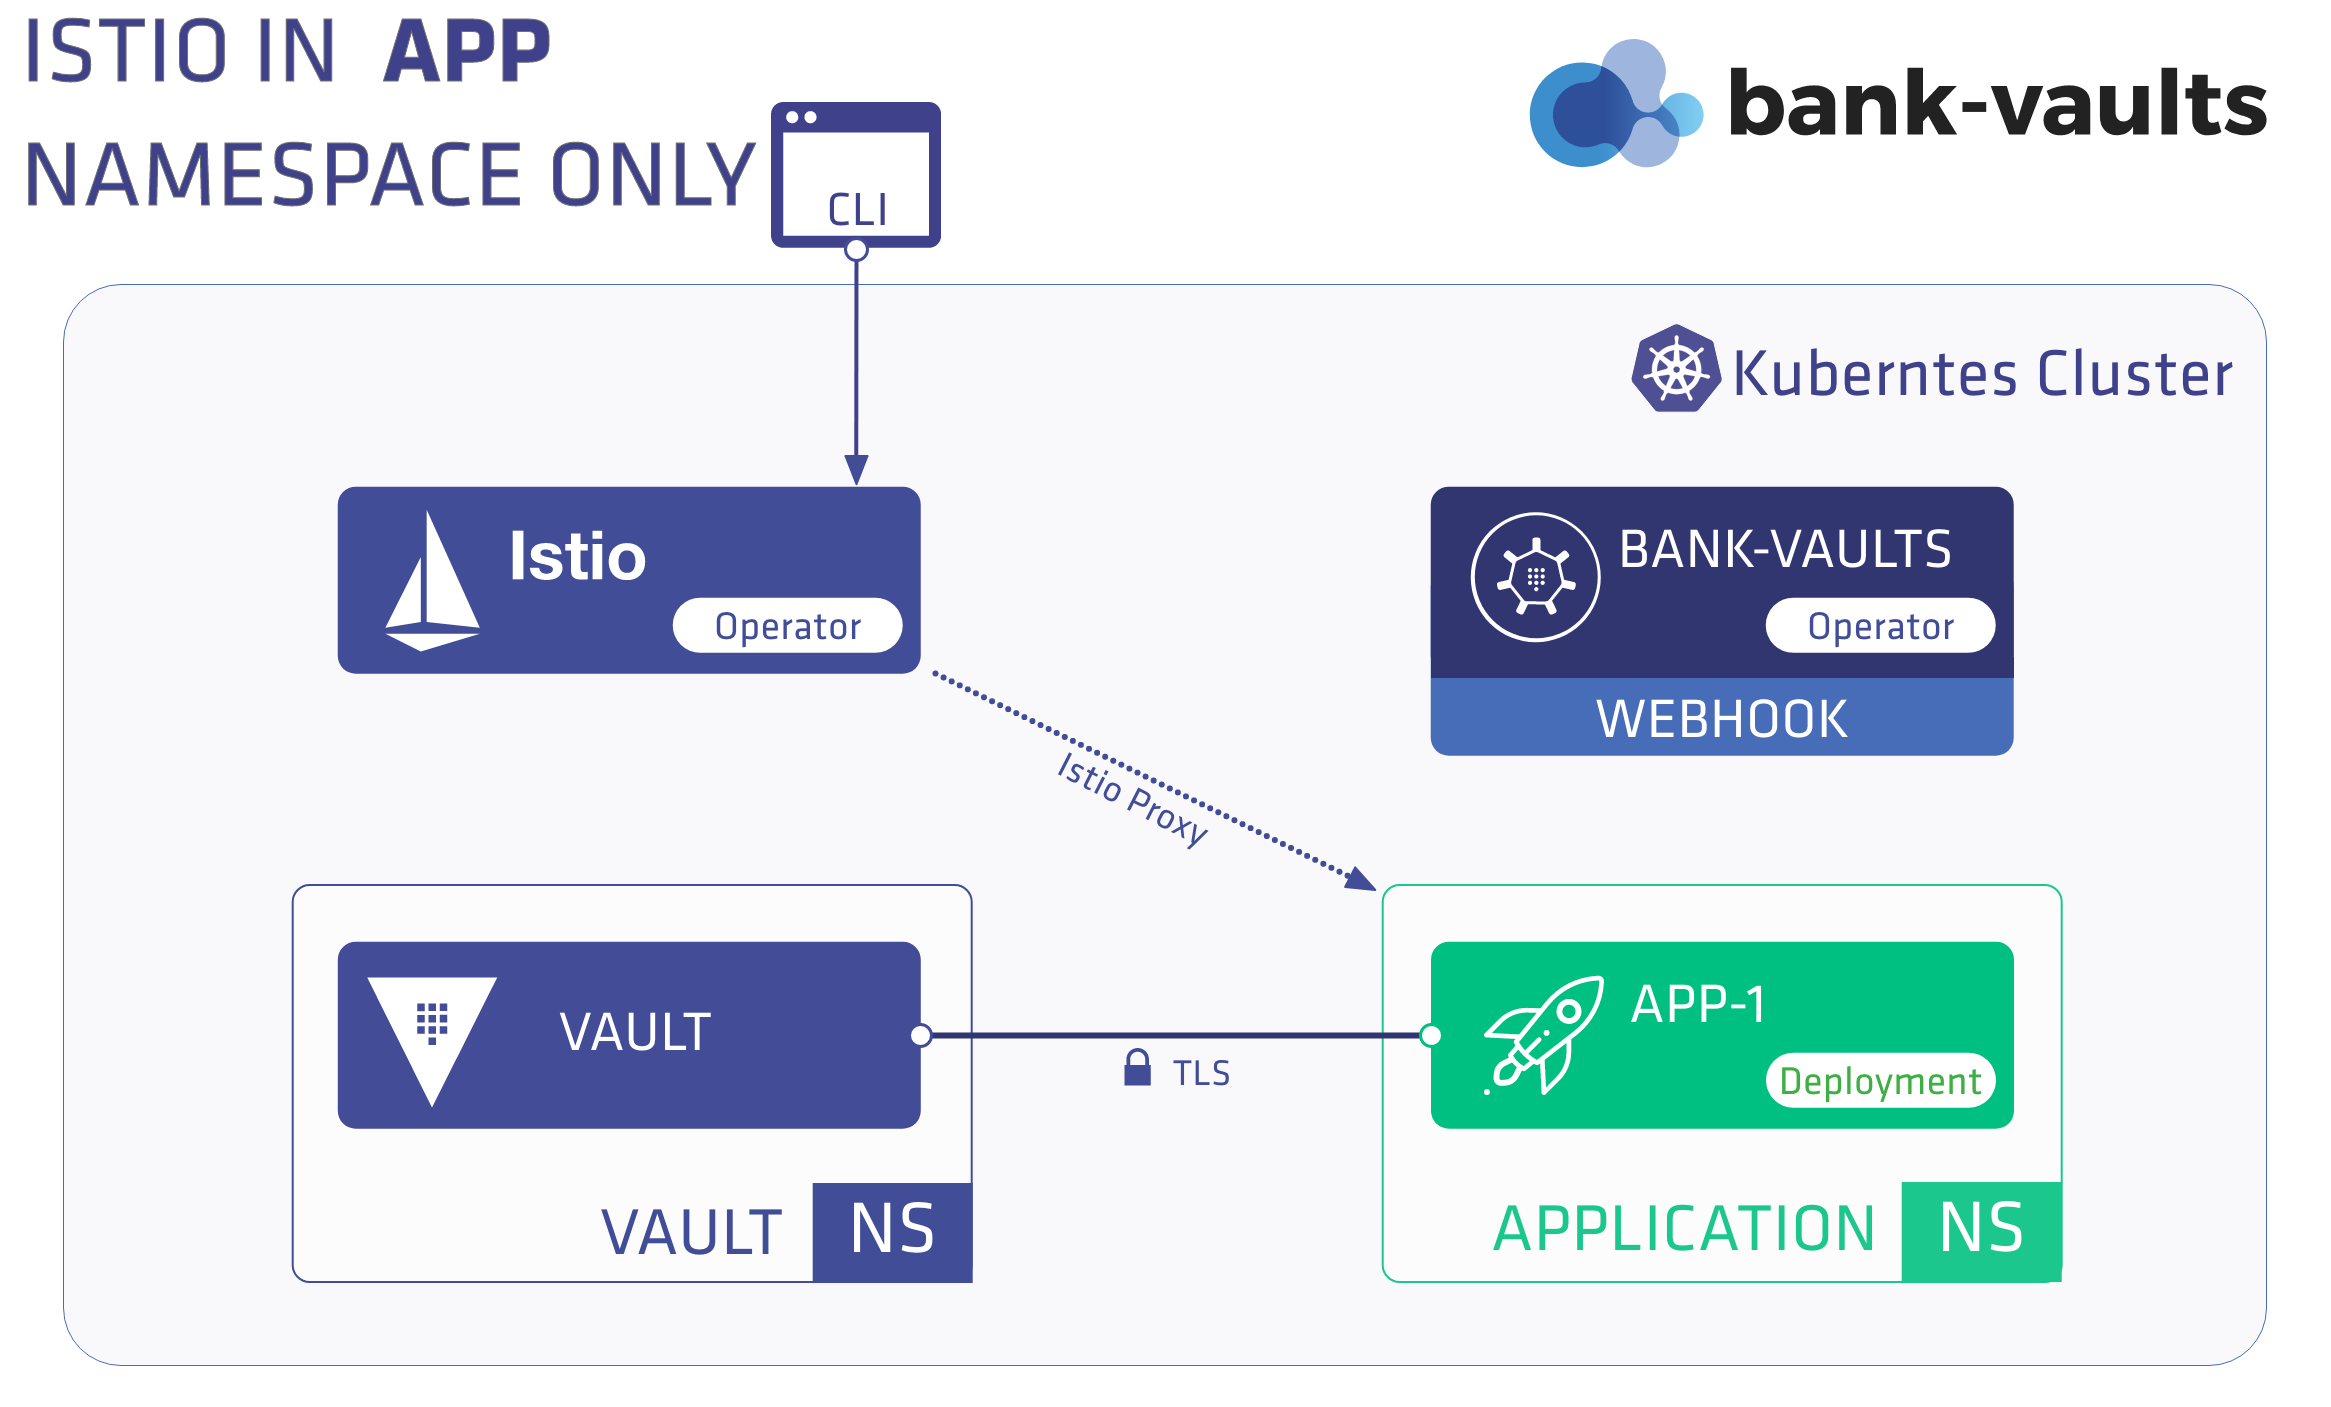 ISTIO IN APP
NAMESPACE ONLY
CLI
bank-vaults
Kuberntes Cluster
Istio
Operator
BANK-VAULTS
Operator
WEBHOOK
Istio Proxy
VAULT
TLS
APP-1
Deployment
VAULT NS
APPLICATION NS